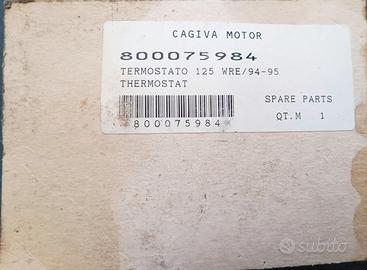 CAGIVA MOTOR
800075984
TERMOSTATO 125 WRE/94-95
THERMOSTAT
SPARE PARTS
*800075984*
QT.M 1
subito